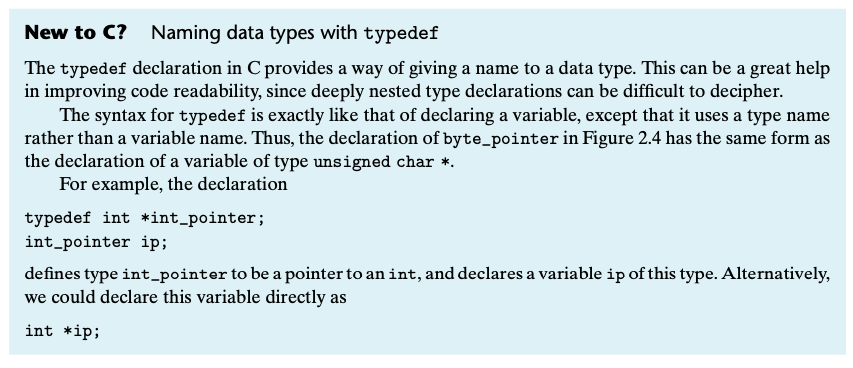 New to C? Naming data types with typedef
The typedef declaration in C provides a way of giving a name to a data type. This can be a great help
in improving code readability, since deeply nested type declarations can be difficult to decipher.
The syntax for typedef is exactly like that of declaring a variable, except that it uses a type name
rather than a variable name. Thus, the declaration of byte_pointer in Figure 2.4 has the same form as
the declaration of a variable of type unsigned char *.
For example, the declaration
typedef int *int_pointer;
int_pointer ip;
defines type int_pointer to be a pointer to an int, and declares a variable ip of this type. Alternatively,
we could declare this variable directly as
int *ip;